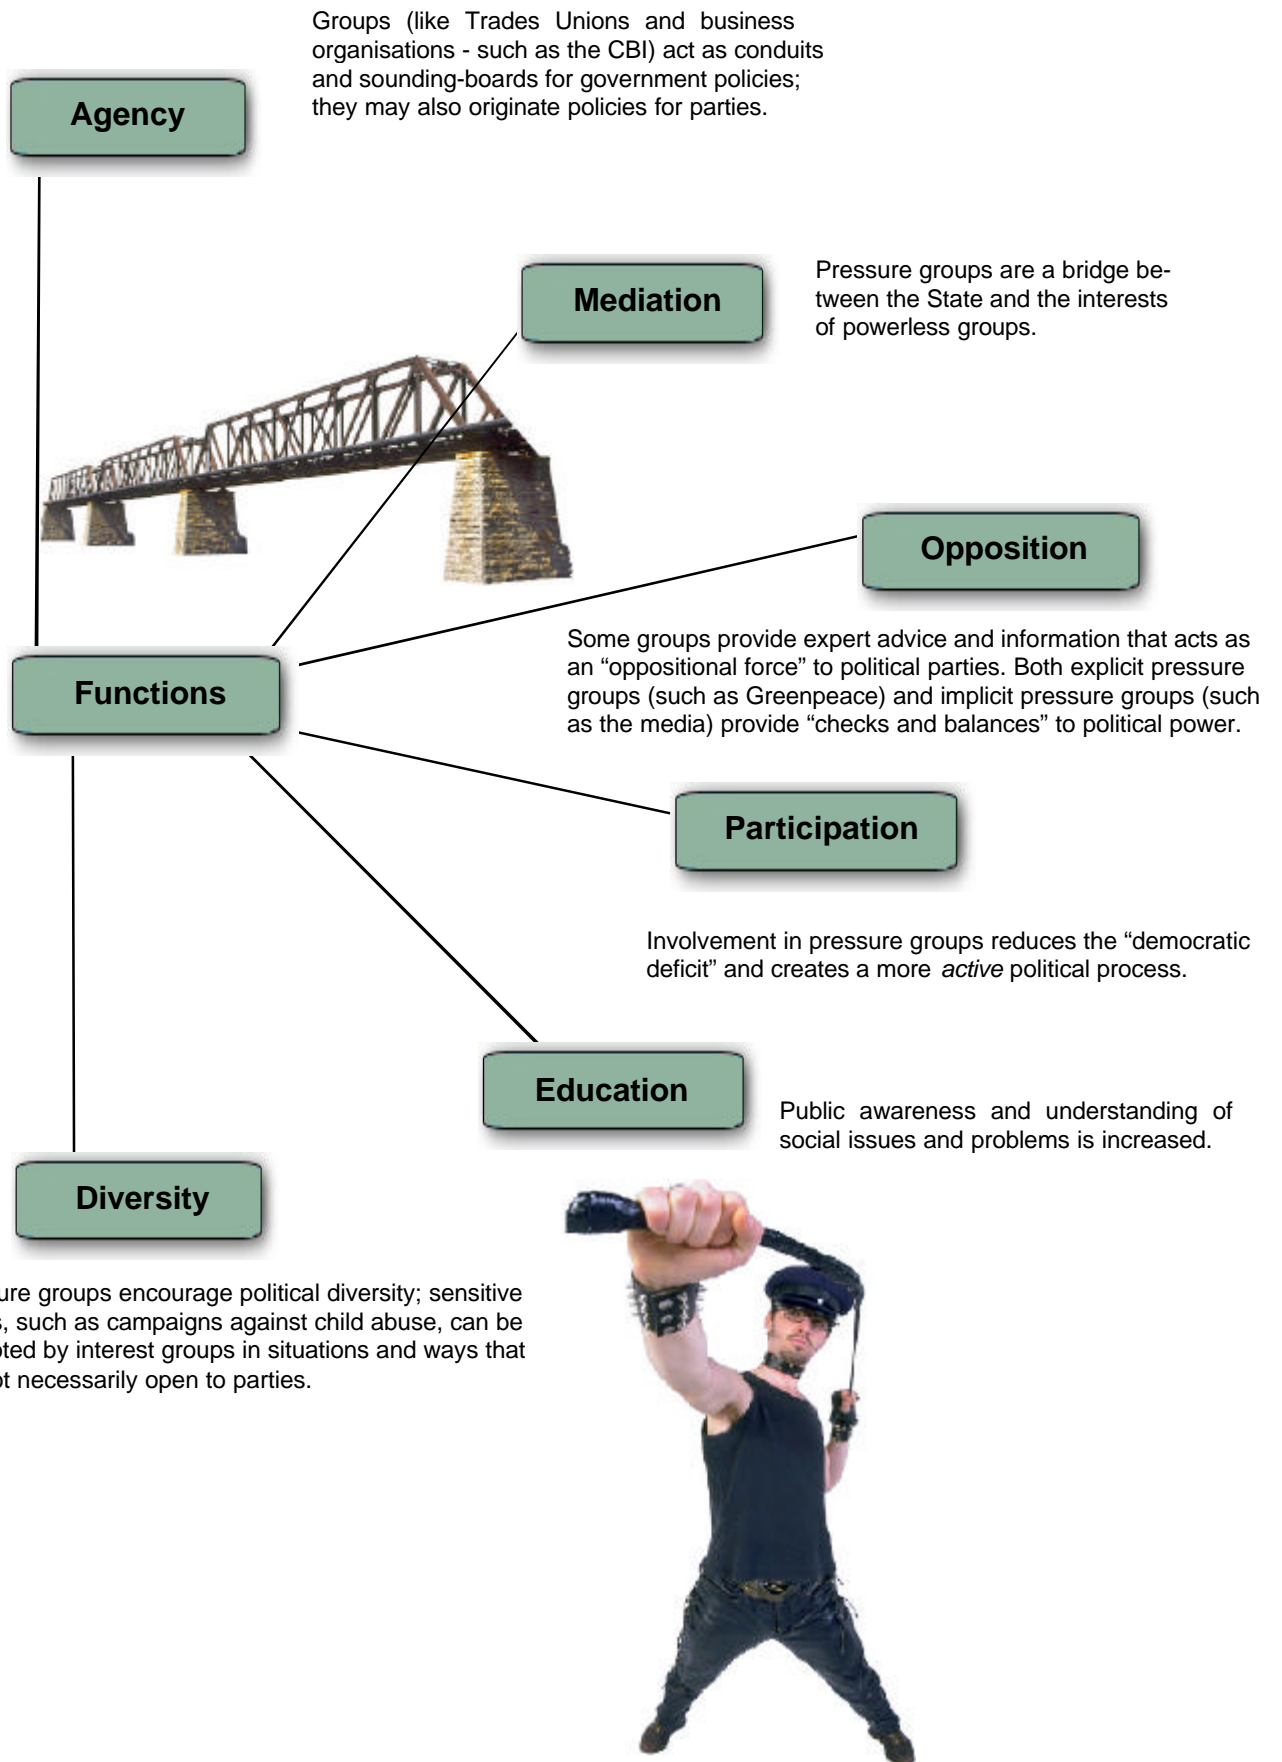 Groups (like Trades Unions and business
organisations - such as the CBI) act as conduits
and sounding-boards for government policies;
they may also originate policies for parties.
Agency
Mediation
Pressure groups are a bridge be-
tween the State and the interests
of powerless groups.
Opposition
Some groups provide expert advice and information that acts as
an “oppositional force” to political parties. Both explicit pressure
groups (such as Greenpeace) and implicit pressure groups (such
as the media) provide “checks and balances” to political power.
Functions
Participation
Involvement in pressure groups reduces the “democratic
deficit” and creates a more active political process.
Education
Public awareness and understanding of
social issues and problems is increased.
Diversity
groups encourage political diversity; sensitive
such as campaigns against child abuse, can be
by interest groups in situations and ways that
necessarily open to parties.